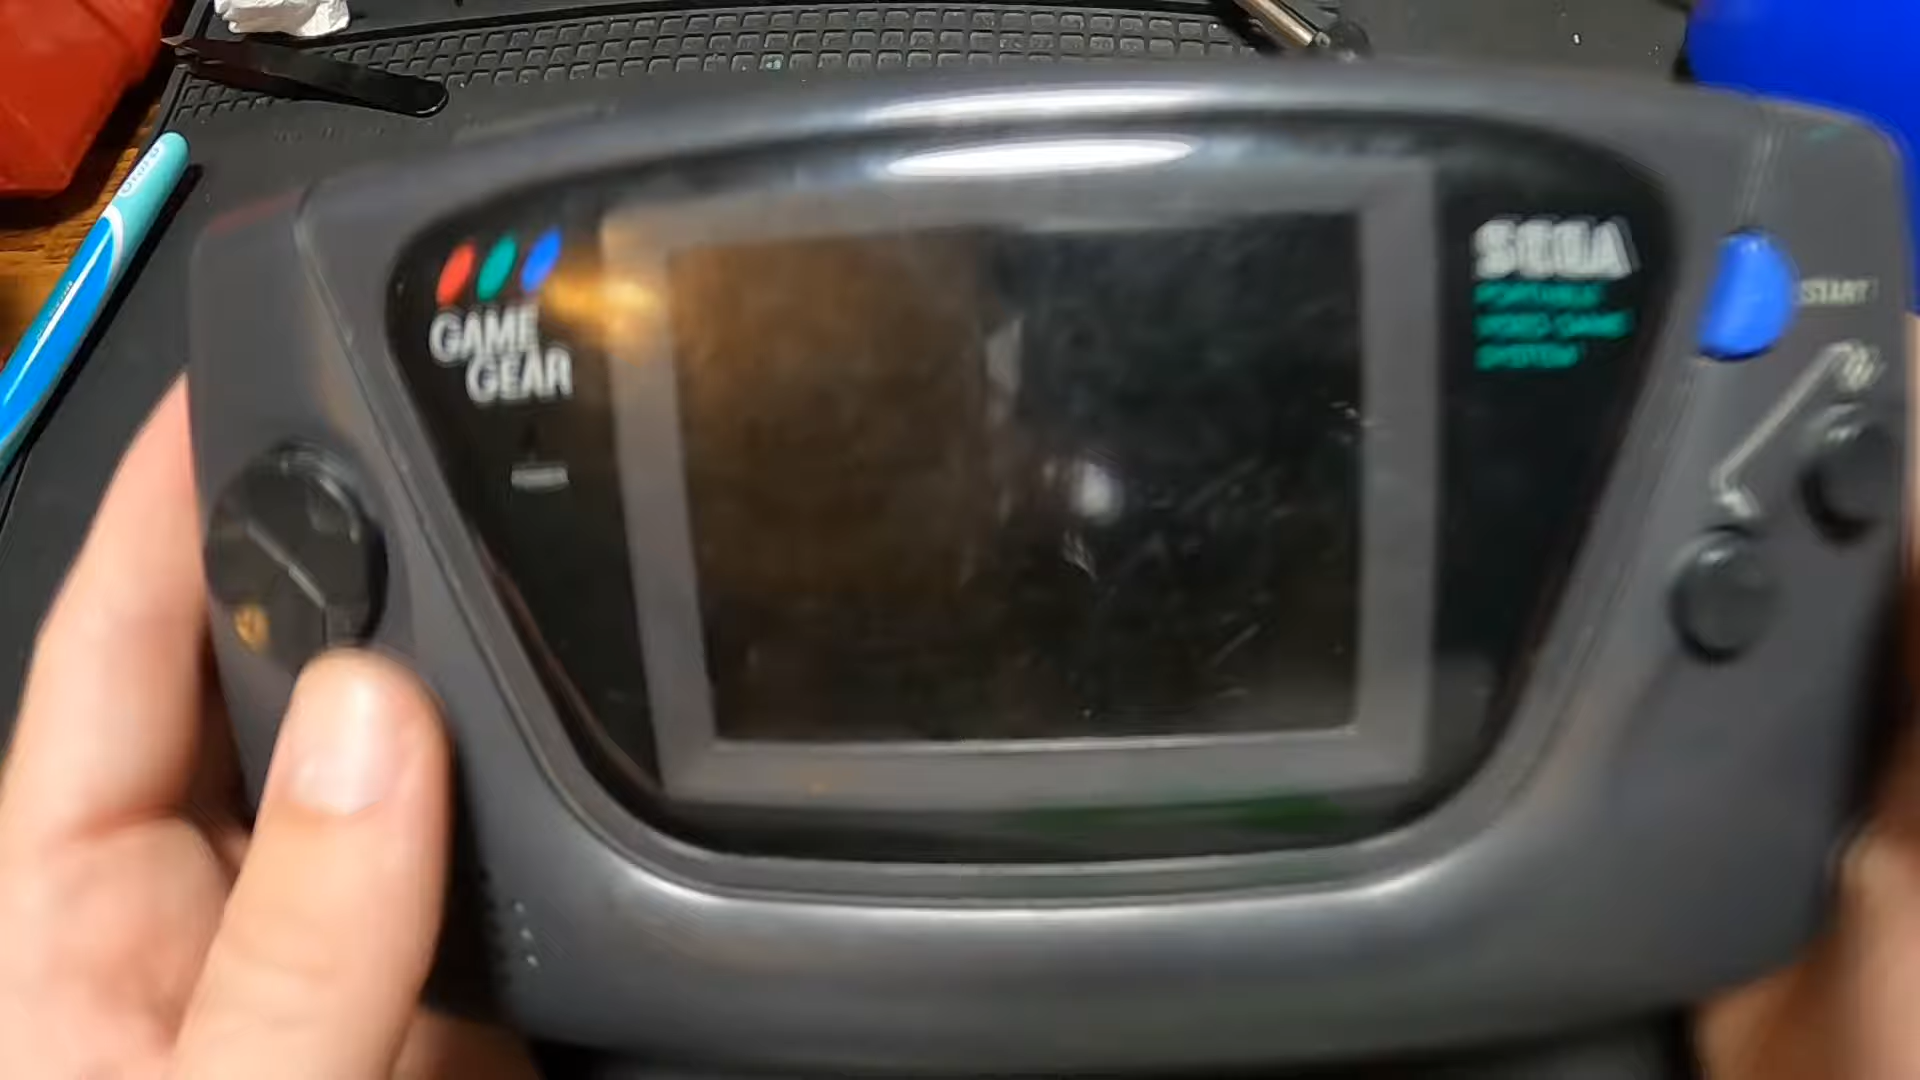 GAME
GEAR
SEGA
PORTABLE
VIDEO GAME
SYSTEM
START